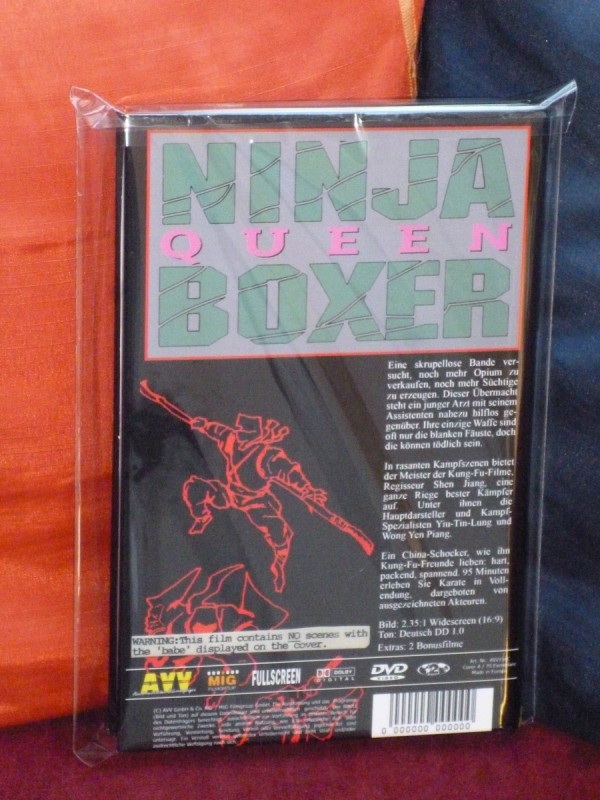 NINJA
QUEEN
BOXER
Eine skrupellose Bande ver-
sucht, noch mehr Opium zu
verkaufen, noch mehr Süchtige
zu erzeugen. Dieser Übermacht
steht ein junger Arzt mit seinem
Assistenten nahezu hilflos ge-
genüber. Ihre einzige Waffe sind
oft nur die blanken Fäuste, doch
die können tödlich sein.
In rasanten Kampfszenen bietet
der Meister der Kung-Fu-Filme,
Regisseur Shen Jiang, eine
ganze Riege bester Kämpfer
auf. Unter ihnen die
Hauptdarsteller und Kampf-
Spezialisten Yiu-Tin-Lung und
Wong Yen Piang.
Ein China-Schocker, wie ihn
Kung-Fu-Freunde lieben: hart,
packend, spannend. 95 Minuten
erleben Sie Karate in Voll-
endung, dargeboten von
ausgezeichneten Akteuren.
Bild: 2.35:1 Widescreen (16:9)
Ton: Deutsch DD 1.0
Extras: 2 Bonusfilme
WARNING:This film contains NO scenes with
the 'babe' displayed on the cover.
AVV
MIG
FILMGROUP
FULLSCREEN
DOLBY
DIGITAL
DVD
VIDEO
0 000000 000000